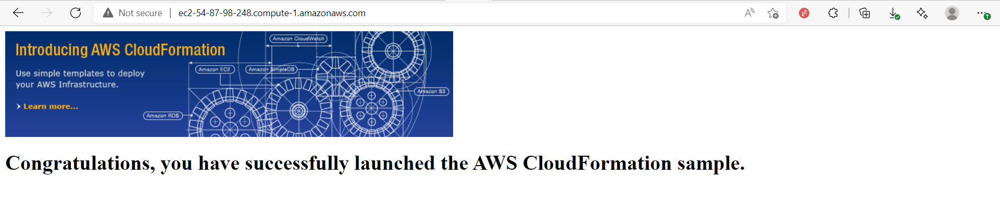 Not secure | ec2-54-87-98-248.compute-1.amazonaws.com
Introducing AWS CloudFormation
Use simple templates to deploy
your AWS Infrastructure.
Learn more...
Amazon CloudWatch
Amazon EC2
Amazon SimpleDB
Amazon S3
Amazon RDS
Congratulations, you have successfully launched the AWS CloudFormation sample.